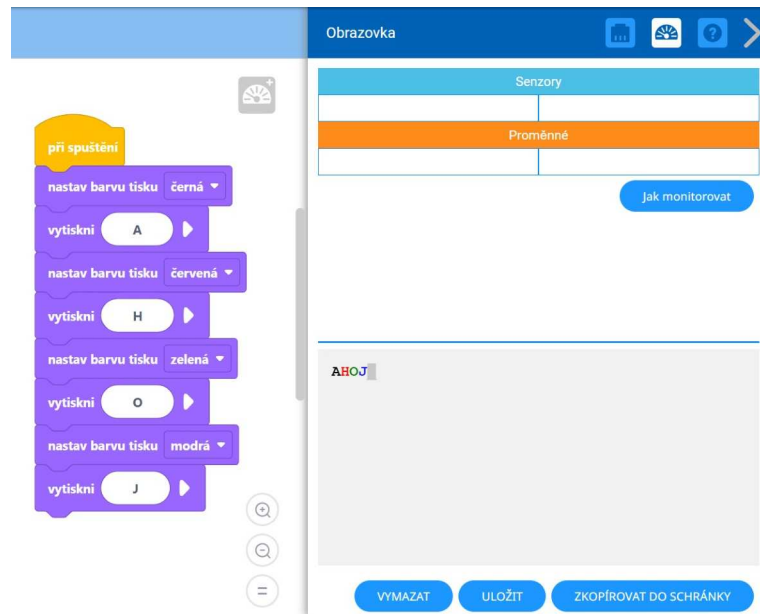 Obrazovka
Senzory
Proměnné
Jak monitorovat
při spuštění
nastav barvu tisku černá
vytiskni A
nastav barvu tisku červená
vytiskni H
nastav barvu tisku zelená
vytiskni O
nastav barvu tisku modrá
vytiskni J
AHOJ
VYMAZAT ULOŽIT ZKOPÍROVAT DO SCHRÁNKY